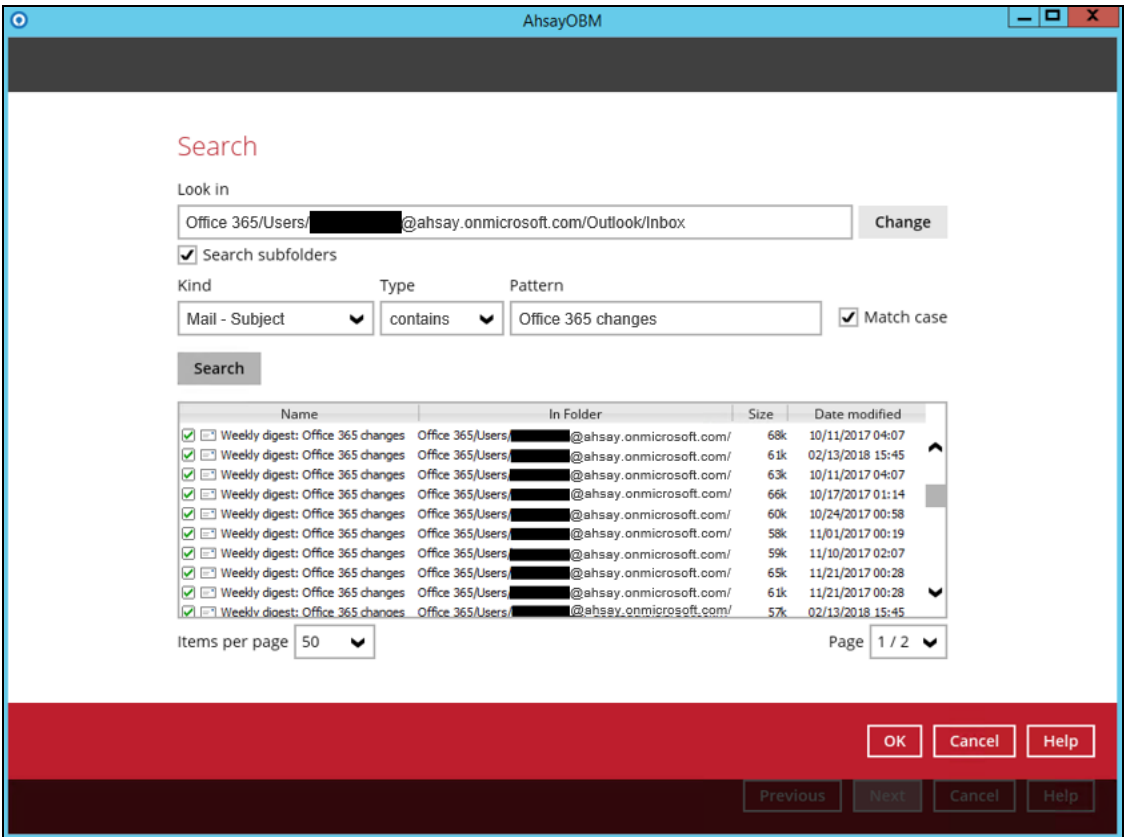 AhsayOBM
Search
Look in
Office 365/Users/ @ahsay.onmicrosoft.com/Outlook/Inbox Change
Search subfolders
Kind Type Pattern
Mail - Subject contains Office 365 changes Match case
Search
Name In Folder Size Date modified
Weekly digest: Office 365 changes Office 365/Users/ @ahsay.onmicrosoft.com/ 68k 10/11/2017 04:07
Weekly digest: Office 365 changes Office 365/Users/ @ahsay.onmicrosoft.com/ 61k 02/13/2018 15:45
Weekly digest: Office 365 changes Office 365/Users/ @ahsay.onmicrosoft.com/ 63k 10/11/2017 04:07
Weekly digest: Office 365 changes Office 365/Users/ @ahsay.onmicrosoft.com/ 66k 10/17/2017 01:14
Weekly digest: Office 365 changes Office 365/Users/ @ahsay.onmicrosoft.com/ 60k 10/24/2017 00:58
Weekly digest: Office 365 changes Office 365/Users/ @ahsay.onmicrosoft.com/ 58k 11/01/2017 00:19
Weekly digest: Office 365 changes Office 365/Users/ @ahsay.onmicrosoft.com/ 59k 11/10/2017 02:07
Weekly digest: Office 365 changes Office 365/Users/ @ahsay.onmicrosoft.com/ 65k 11/21/2017 00:28
Weekly digest: Office 365 changes Office 365/Users/ @ahsay.onmicrosoft.com/ 61k 11/21/2017 00:28
Weekly digest: Office 365 changes Office 365/Users/ @ahsay.onmicrosoft.com/ 57k 02/13/2018 15:45
Items per page 50 Page 1 / 2
OK Cancel Help
Previous Next Cancel Help